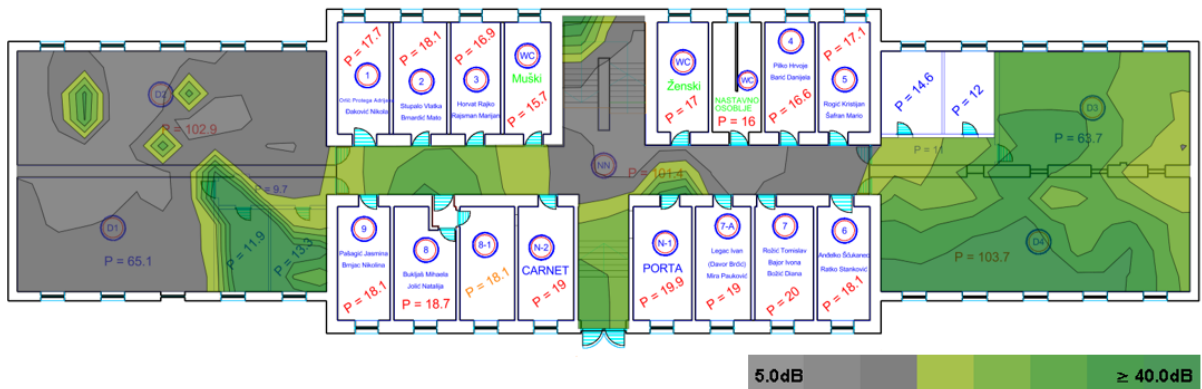 P = 17.7
1
Đaković Nikola
P = 18.1
2
Stupalo Vlatka
Brnardić Mato
P = 16.9
3
Horvat Rajko
Rajsman Marijan
WC
Muški
P = 15.7
WC
Ženski
P = 17
WC
NASTAVNO
OSOBLJE
P = 16
4
Pilko Hrvoje
Barić Danijela
P = 16.6
P = 17.1
5
Rogić Kristijan
Šafran Mario
P = 14.6
P = 12
D2
P = 102.9
D3
P = 63.7
P = 11
NN
P = 101.4
P = 9.7
D1
P = 65.1
P = 11.9
P = 13.3
9
Pašagić Jasmina
Brnjac Nikolina
P = 18.1
8
Bukljaš Mihaela
Jolić Natalija
P = 18.7
8-1
P = 18.1
N-2
CARNET
P = 19
N-1
PORTA
P = 19.9
7-A
Legac Ivan
(Davor Brčić)
Mira Pauković
P = 19
7
Rožić Tomislav
Bajor Ivona
Božić Diana
P = 20
6
Anđelko Ščukanec
Ratko Stanković
P = 18.1
D4
P = 103.7
5.0dB
≥ 40.0dB